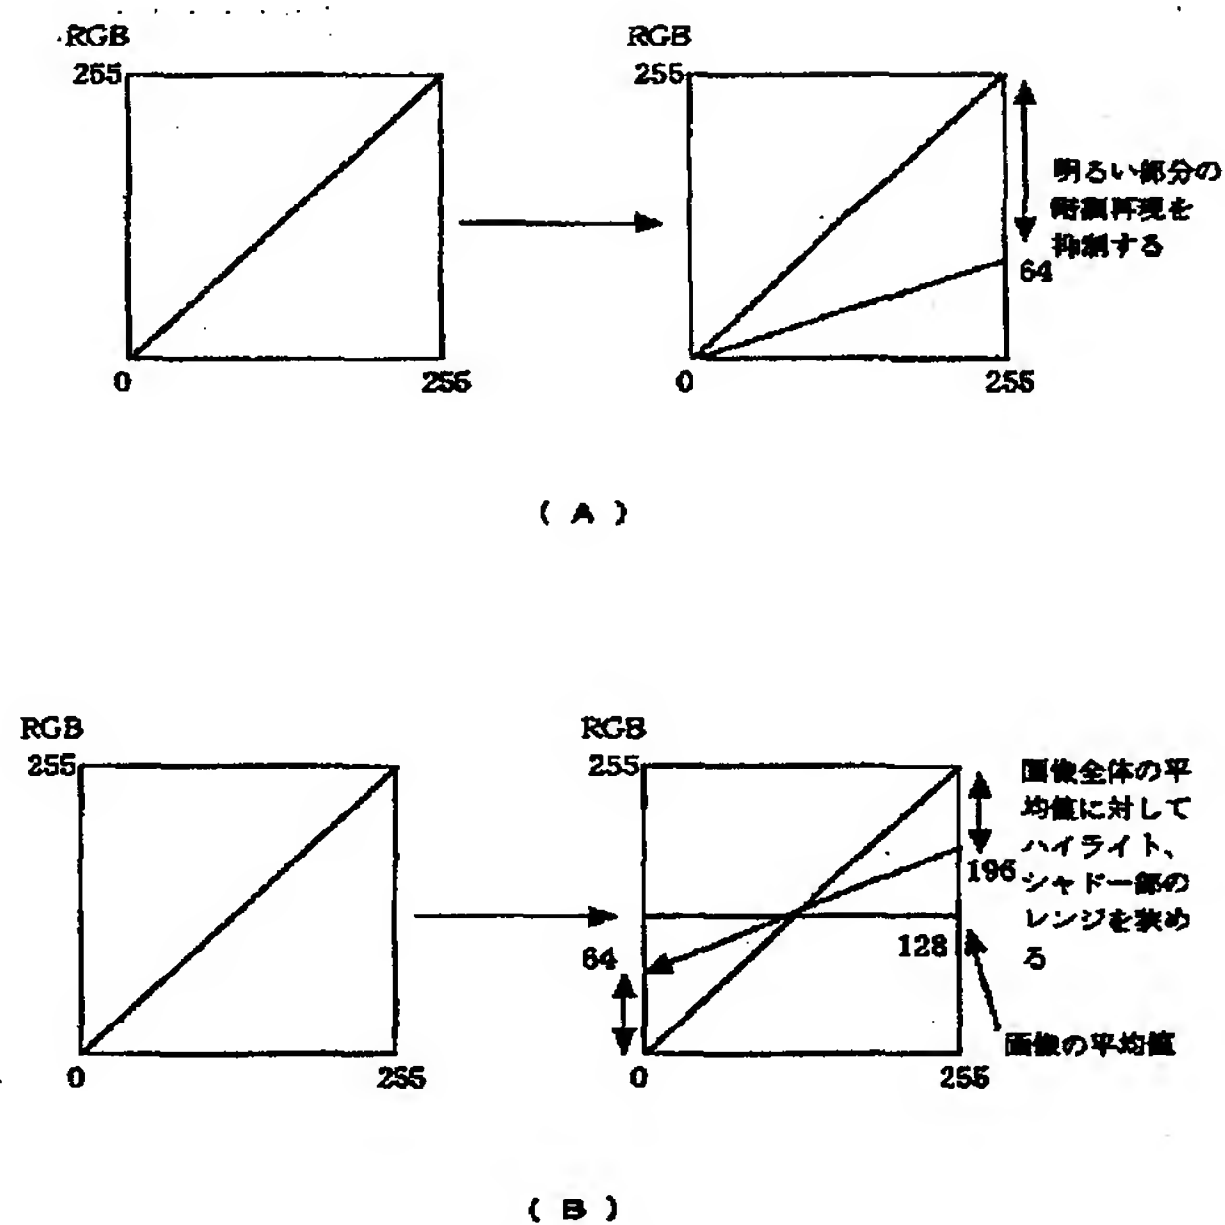 RGB
255
0
255
RGB
255
明るい部分の
階調再現を
抑制する
64
0
255
( A )
RGB
255
0
255
RGB
255
画像全体の平
均値に対して
ハイライト、
シャドー部の
レンジを狭め
る
196
128
64
画像の平均値
0
255
( B )